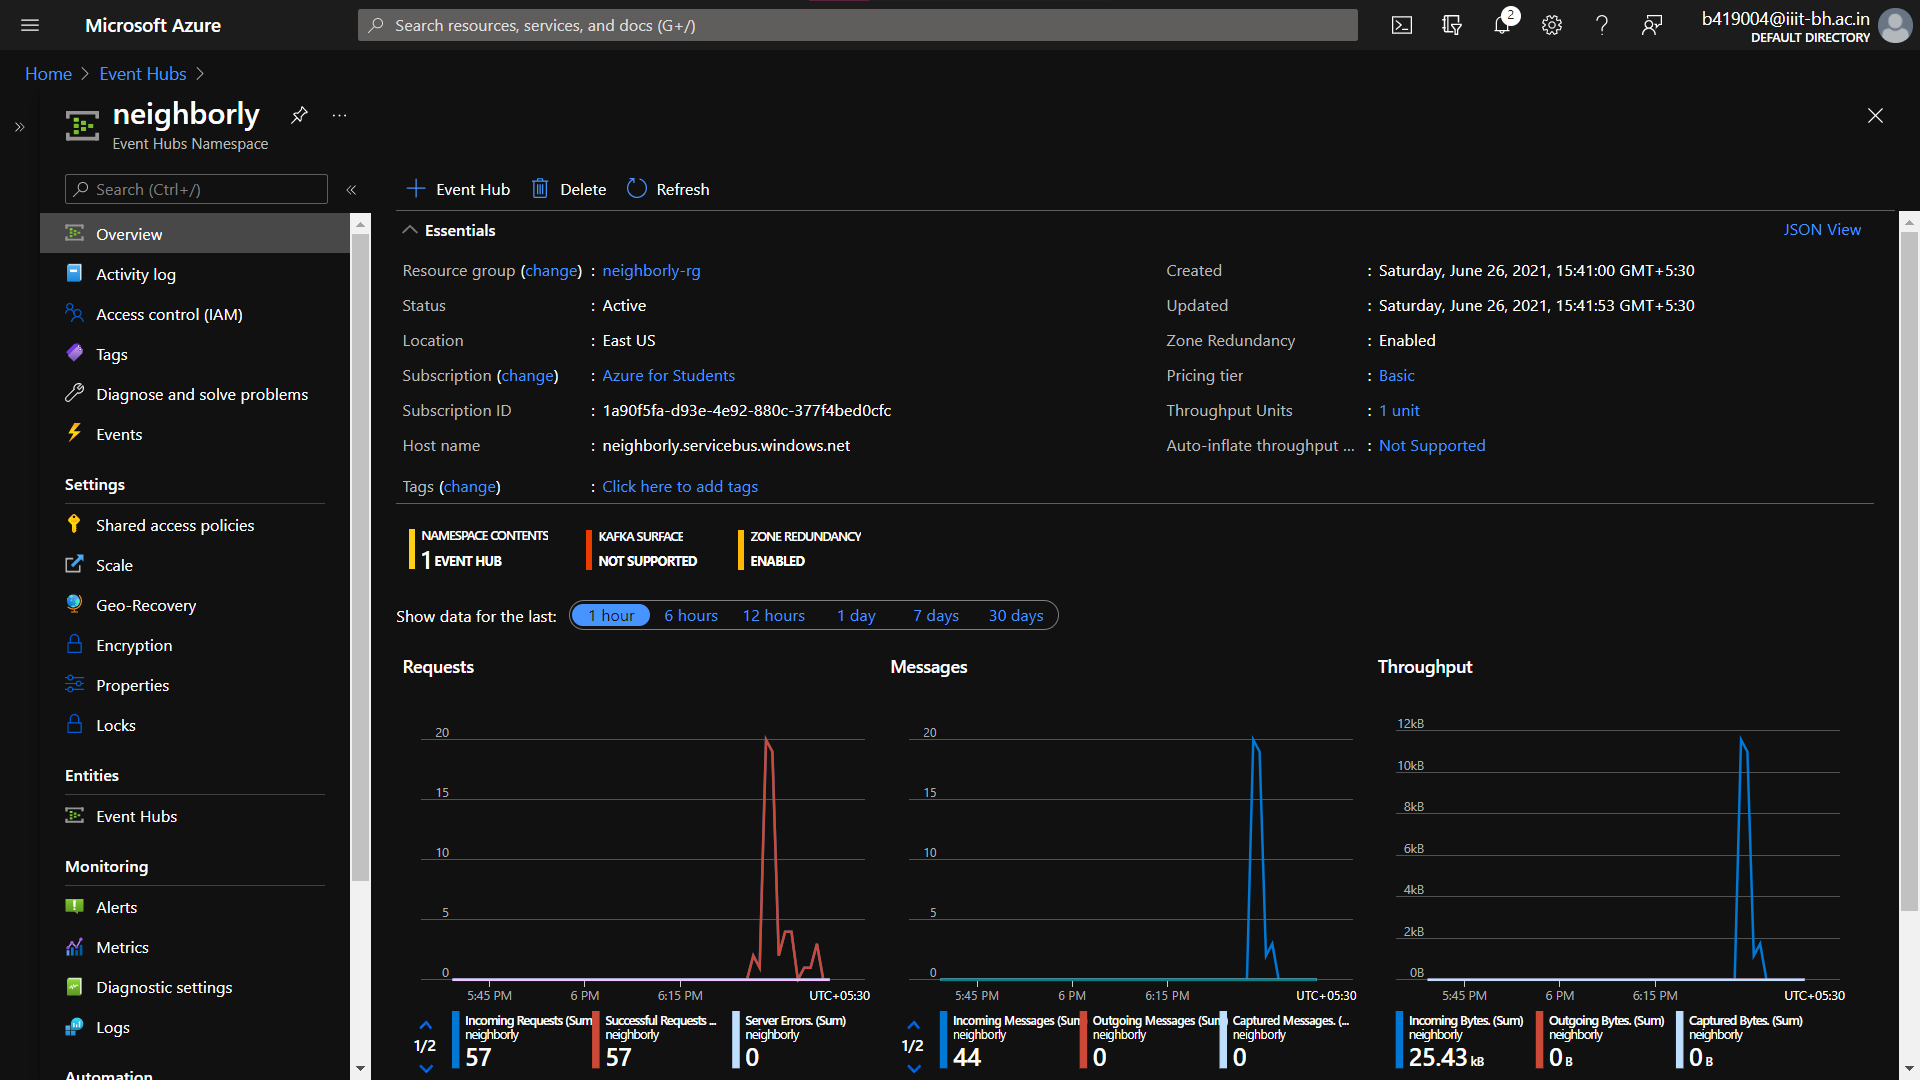 Microsoft Azure
Search resources, services, and docs (G+/)
2
b419004@iiit-bh.ac.in
DEFAULT DIRECTORY
Home > Event Hubs >
neighborly
...
Event Hubs Namespace
Search (Ctrl+/)
Overview
Activity log
Access control (IAM)
Tags
Diagnose and solve problems
Events
Settings
Shared access policies
Scale
Geo-Recovery
Encryption
Properties
Locks
Entities
Event Hubs
Monitoring
Alerts
Metrics
Diagnostic settings
Logs
Automation
Event Hub Delete Refresh
Essentials
JSON View
Resource group (change) : neighborly-rg
Status : Active
Location : East US
Subscription (change) : Azure for Students
Subscription ID : 1a90f5fa-d93e-4e92-880c-377f4bed0cfc
Host name : neighborly.servicebus.windows.net
Tags (change) : Click here to add tags
Created : Saturday, June 26, 2021, 15:41:00 GMT+5:30
Updated : Saturday, June 26, 2021, 15:41:53 GMT+5:30
Zone Redundancy : Enabled
Pricing tier : Basic
Throughput Units : 1 unit
Auto-inflate throughput ... : Not Supported
NAMESPACE CONTENTS
1 EVENT HUB
KAFKA SURFACE
NOT SUPPORTED
ZONE REDUNDANCY
ENABLED
Show data for the last: 1 hour 6 hours 12 hours 1 day 7 days 30 days
Requests
20
15
10
5
0
5:45 PM 6 PM 6:15 PM UTC+05:30
1/2
Incoming Requests (Sum)
neighborly
57
Successful Requests ...
neighborly
57
Server Errors. (Sum)
neighborly
0
Messages
20
15
10
5
0
5:45 PM 6 PM 6:15 PM UTC+05:30
1/2
Incoming Messages (Sum
neighborly
44
Outgoing Messages (Sum
neighborly
0
Captured Messages. (...
neighborly
0
Throughput
12kB
10kB
8kB
6kB
4kB
2kB
0B
5:45 PM 6 PM 6:15 PM UTC+05:30
Incoming Bytes. (Sum)
neighborly
25.43 kB
Outgoing Bytes. (Sum)
neighborly
0 B
Captured Bytes. (Sum)
neighborly
0 B